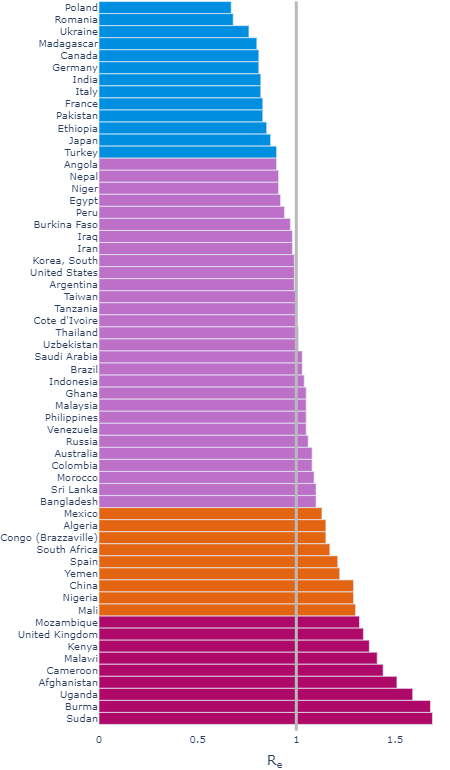 Poland
Romania
Ukraine
Madagascar
Canada
Germany
India
Italy
France
Pakistan
Ethiopia
Japan
Turkey
Angola
Nepal
Niger
Egypt
Peru
Burkina Faso
Iraq
Iran
Korea, South
United States
Argentina
Taiwan
Tanzania
Cote d'Ivoire
Thailand
Uzbekistan
Saudi Arabia
Brazil
Indonesia
Ghana
Malaysia
Philippines
Venezuela
Russia
Australia
Colombia
Morocco
Sri Lanka
Bangladesh
Mexico
Algeria
Congo (Brazzaville)
South Africa
Spain
Yemen
China
Nigeria
Mali
Mozambique
United Kingdom
Kenya
Malawi
Cameroon
Afghanistan
Uganda
Burma
Sudan
0 0.5 1 1.5
Re